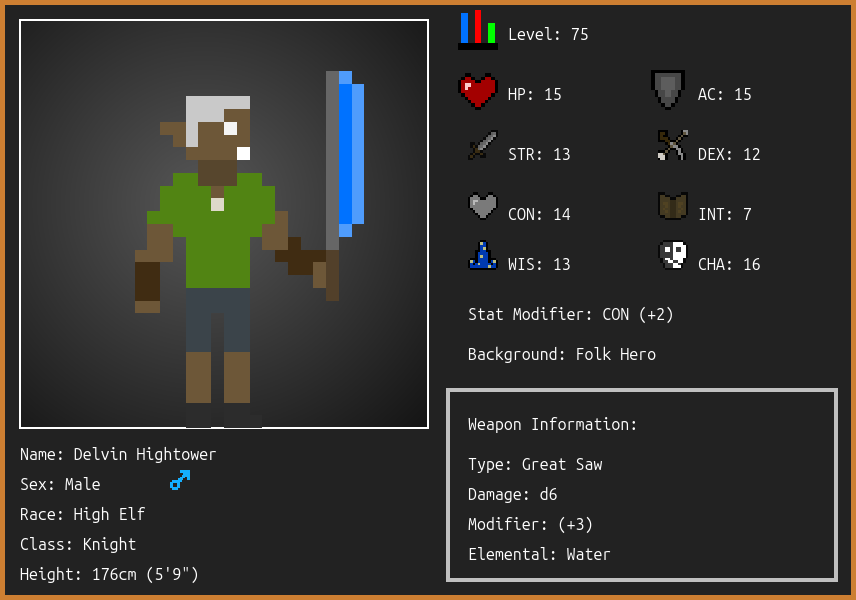 Level: 75
HP: 15
AC: 15
STR: 13
DEX: 12
CON: 14
INT: 7
WIS: 13
CHA: 16
Stat Modifier: CON (+2)
Background: Folk Hero
Weapon Information:
Type: Great Saw
Damage: d6
Modifier: (+3)
Elemental: Water
Name: Delvin Hightower
Sex: Male
Race: High Elf
Class: Knight
Height: 176cm (5'9")